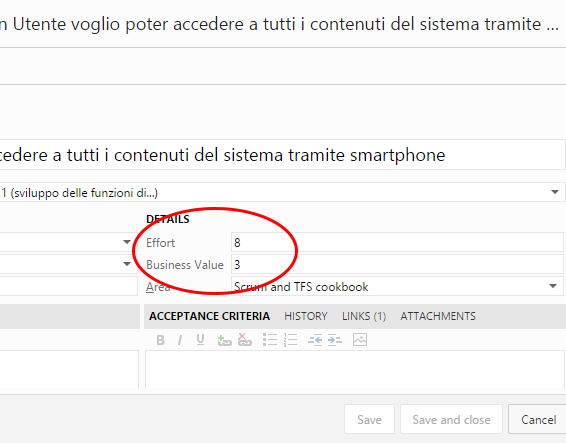 n Utente voglio poter accedere a tutti i contenuti del sistema tramite ...
cedere a tutti i contenuti del sistema tramite smartphone
1 (sviluppo delle funzioni di...)
DETAILS
Effort 8
Business Value 3
Area Scrum and TFS cookbook
ACCEPTANCE CRITERIA HISTORY LINKS (1) ATTACHMENTS
B I U
Save Save and close Cancel